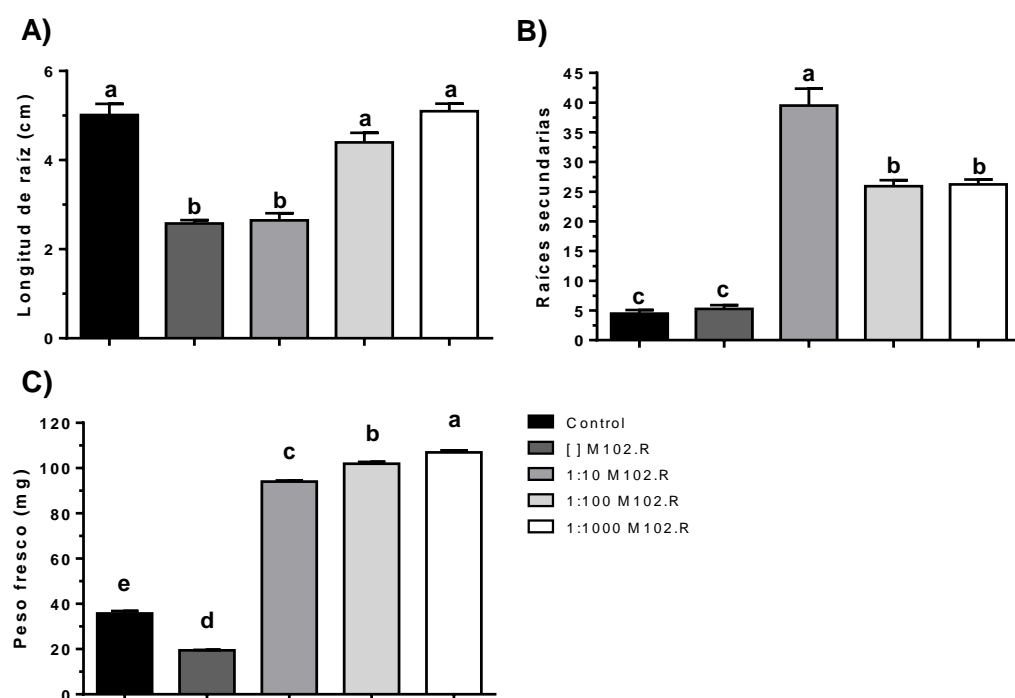 A)
Longitud de raíz (cm)
6
4
2
0
a
b
b
a
a
B)
Raíces secundarias
45
40
35
30
25
20
15
10
5
0
c
c
a
b
b
C)
Peso fresco (mg)
120
100
80
60
40
20
0
e
d
c
b
a
Control
[ ] M102.R
1:10 M102.R
1:100 M102.R
1:1000 M102.R